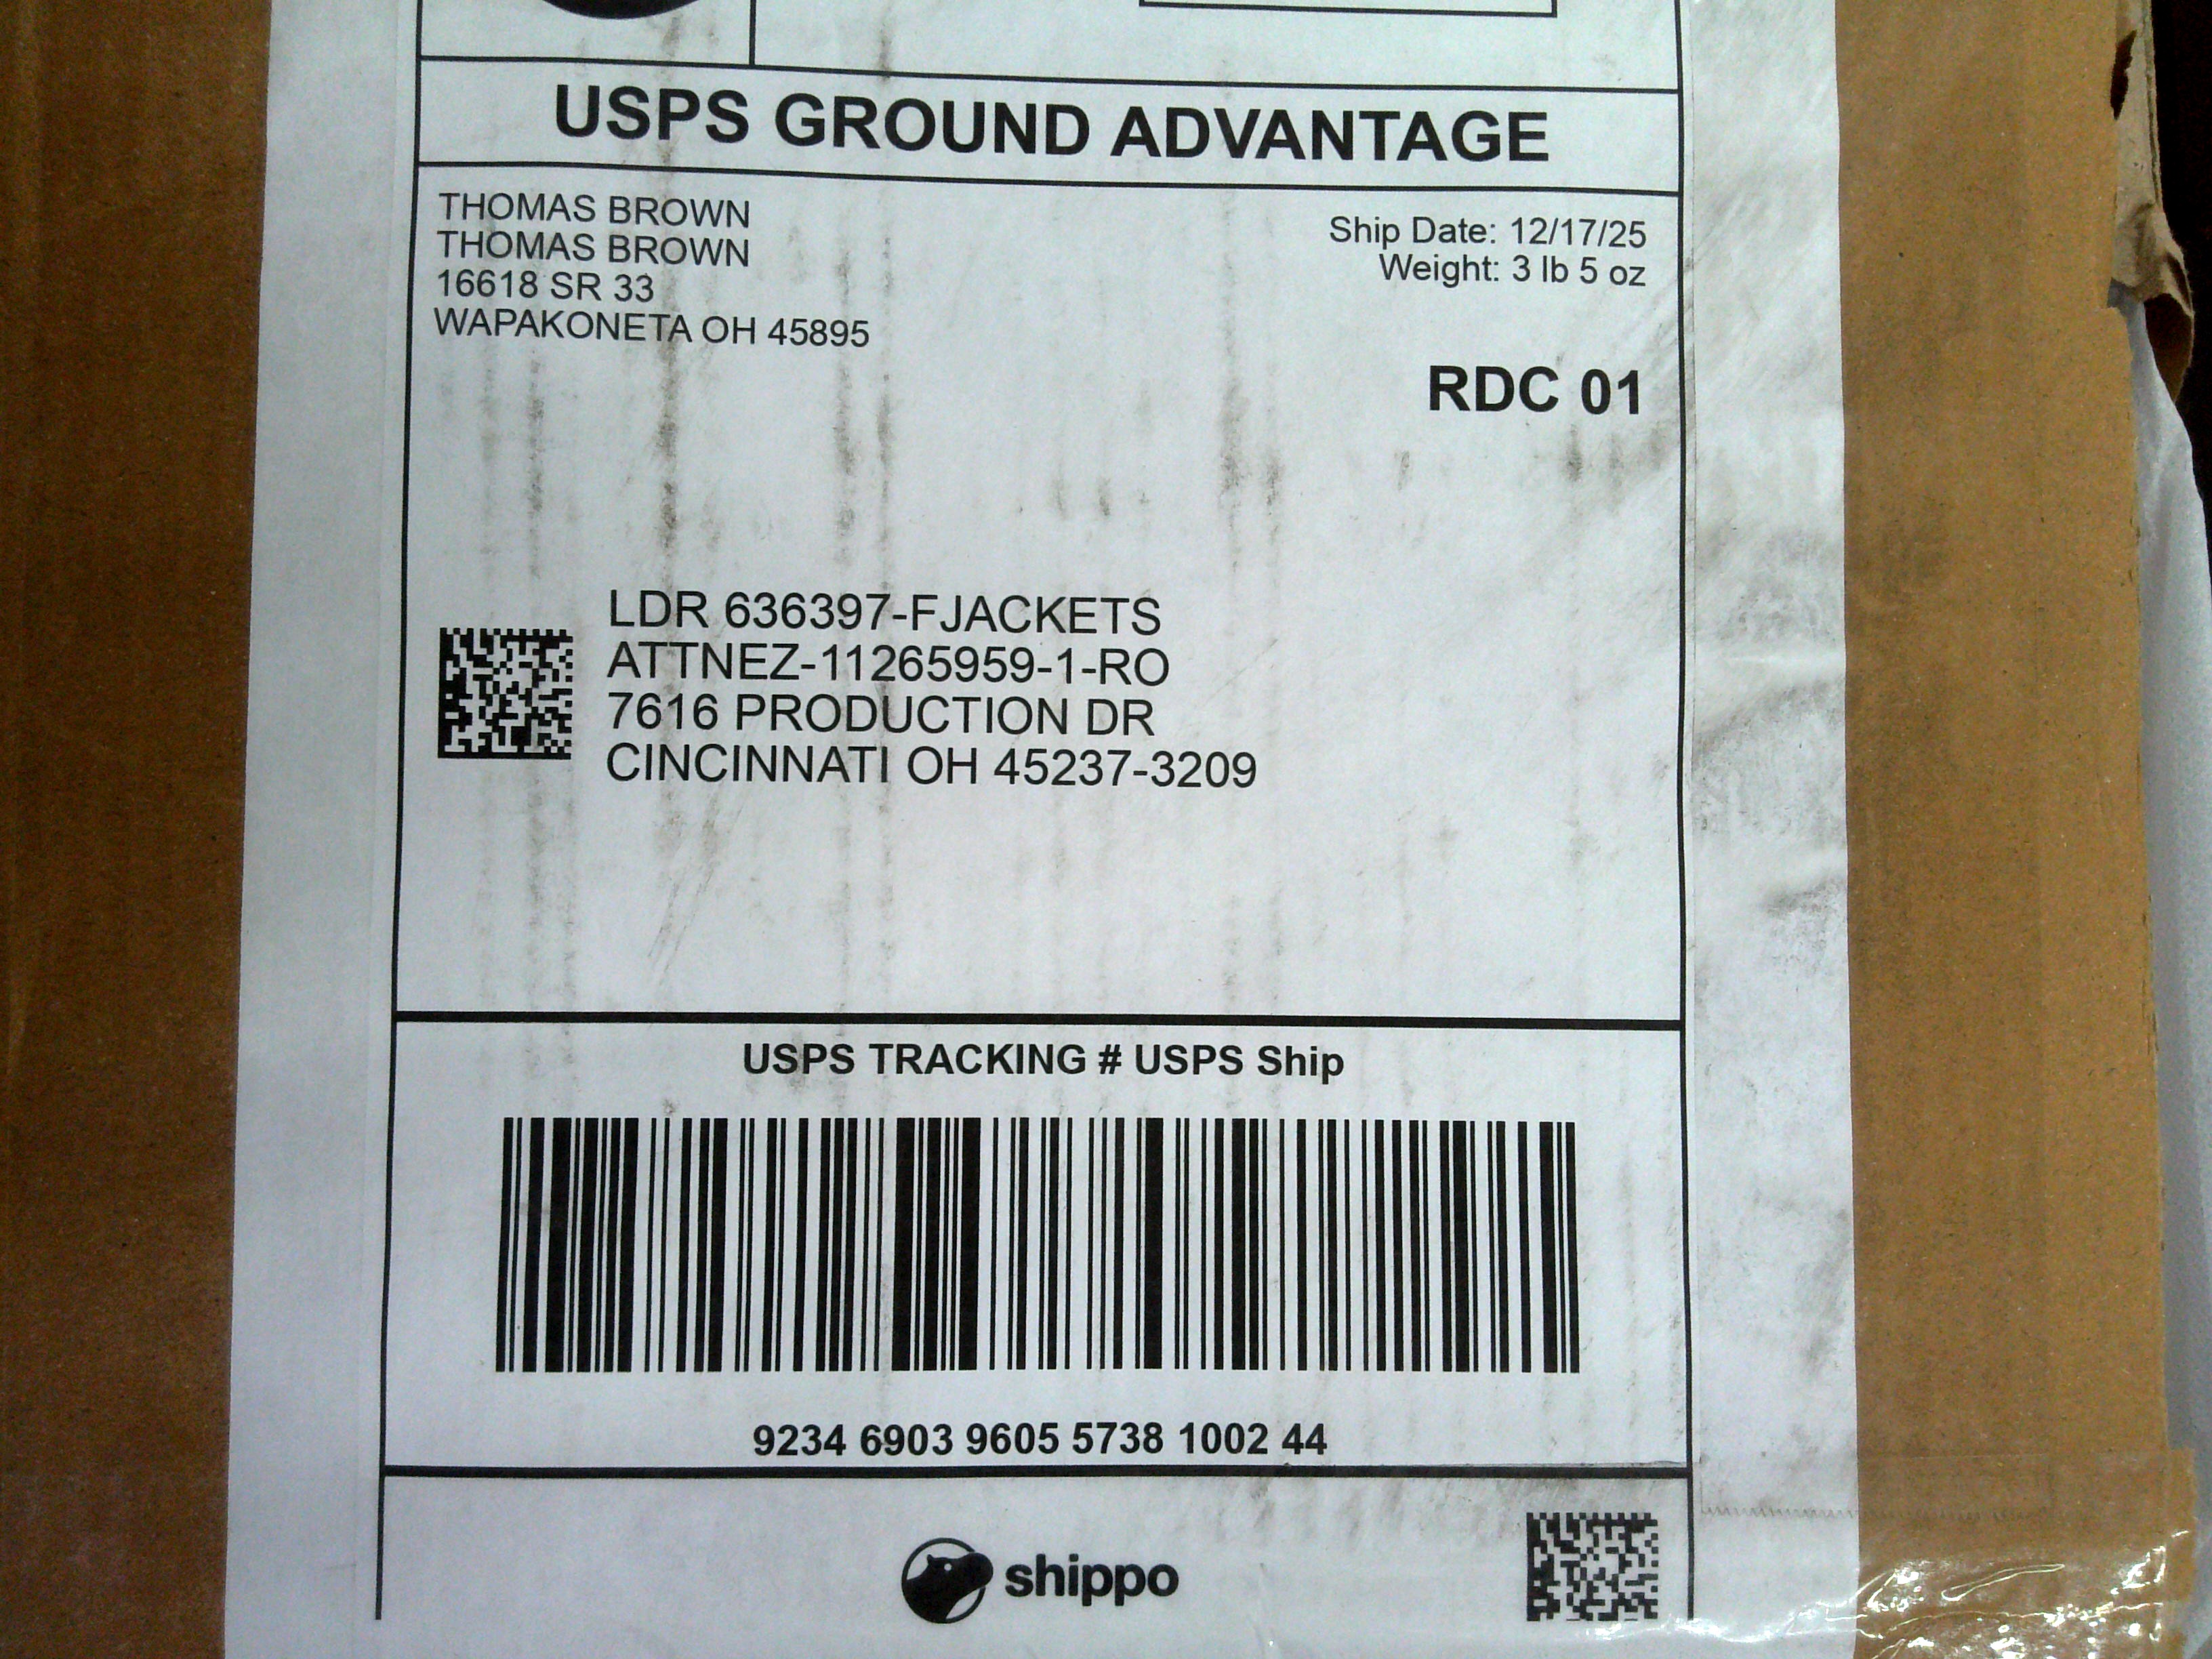 USPS GROUND ADVANTAGE
THOMAS BROWN
THOMAS BROWN
16618 SR 33
WAPAKONETA OH 45895
Ship Date: 12/17/25
Weight: 3 lb 5 oz
RDC 01
LDR 636397-FJACKETS
ATTNEZ-11265959-1-RO
7616 PRODUCTION DR
CINCINNATI OH 45237-3209
USPS TRACKING # USPS Ship
9234 6903 9605 5738 1002 44
shippo